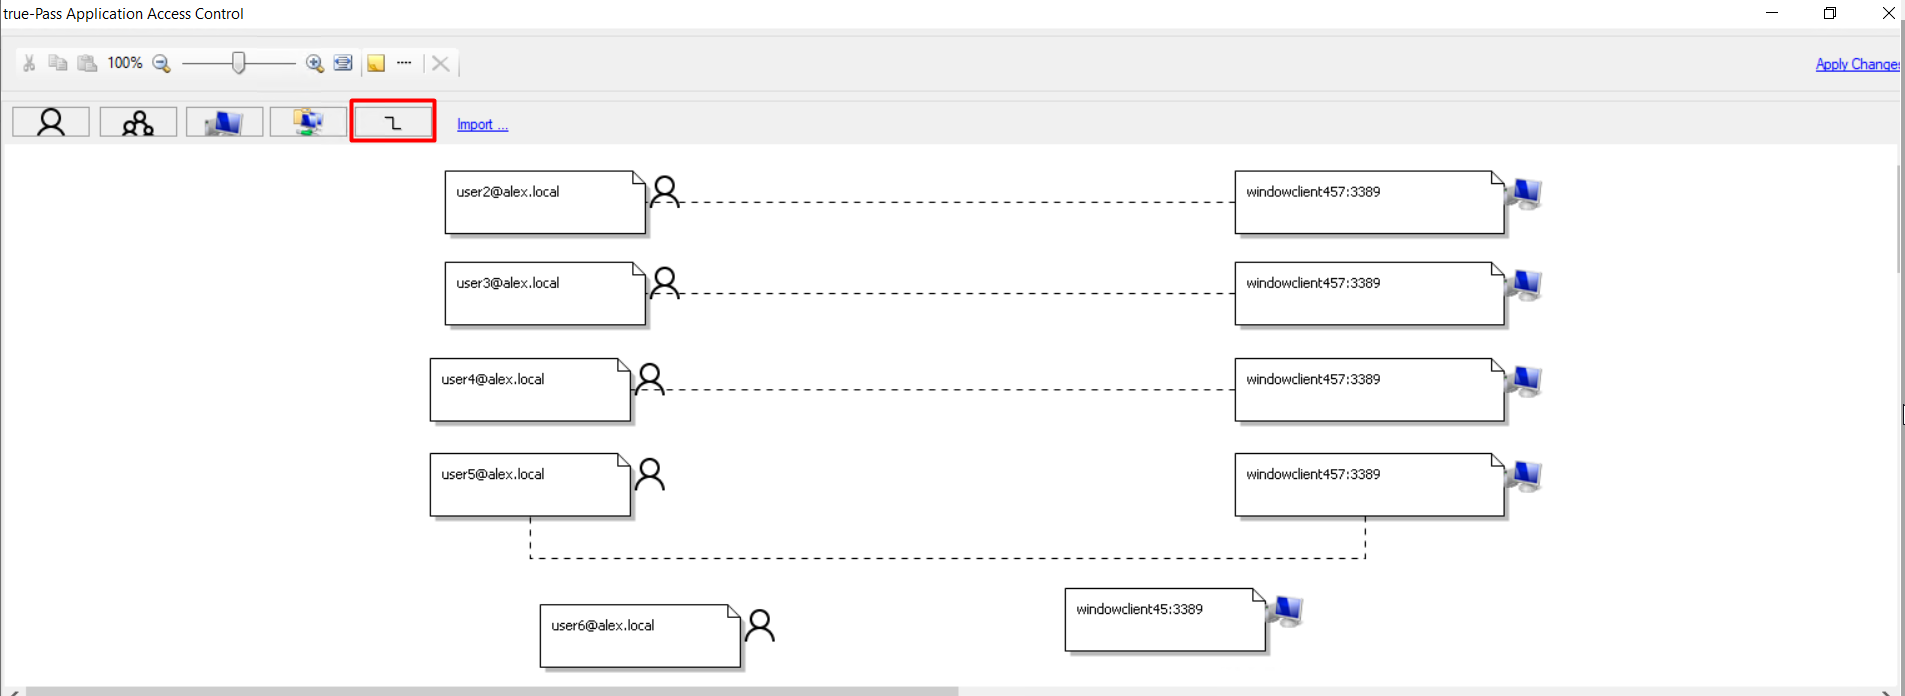 true-Pass Application Access Control
100%
Apply Changes
Import ...
user2@alex.local
windowclient457:3389
user3@alex.local
windowclient457:3389
user4@alex.local
windowclient457:3389
user5@alex.local
windowclient457:3389
windowclient45:3389
user6@alex.local